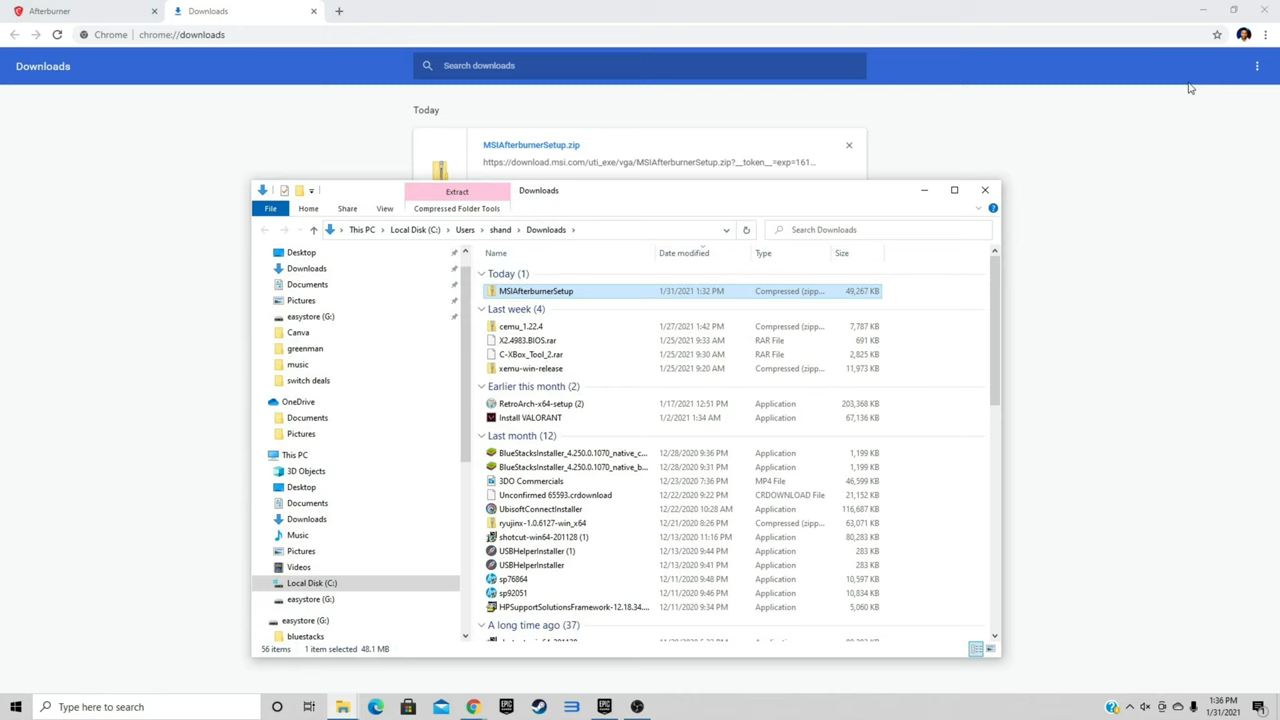 Afterburner
Downloads
Chrome chrome://downloads
Downloads
Search downloads
Today
MSIAfterburnerSetup.zip
https://download.msi.com/uti_exe/vga/MSIAfterburnerSetup.zip?__token__=exp=161...
Extract
Downloads
File
Home
Share
View
Compressed Folder Tools
This PC > Local Disk (C:) > Users > shand > Downloads >
Search Downloads
Name
Date modified
Type
Size
Desktop
Downloads
Documents
Pictures
easystore (G:)
Canva
greenman
music
switch deals
OneDrive
Documents
Pictures
This PC
3D Objects
Desktop
Documents
Downloads
Music
Pictures
Videos
Local Disk (C:)
easystore (G:)
easystore (G:)
bluestacks
Today (1)
MSIAfterburnerSetup 1/31/2021 1:32 PM Compressed (zipp... 49,267 KB
Last week (4)
cemu_1.22.4 1/27/2021 1:42 PM Compressed (zipp... 7,787 KB
X2.4983.BIOS.rar 1/25/2021 9:33 AM RAR File 691 KB
C-XBox_Tool_2.rar 1/25/2021 9:30 AM RAR File 2,825 KB
xemu-win-release 1/25/2021 9:20 AM Compressed (zipp... 11,973 KB
Earlier this month (2)
RetroArch-x64-setup (2) 1/17/2021 12:51 PM Application 203,368 KB
Install VALORANT 1/2/2021 1:34 AM Application 67,136 KB
Last month (12)
BlueStacksInstaller_4.250.0.1070_native_c... 12/28/2020 9:36 PM Application 1,199 KB
BlueStacksInstaller_4.250.0.1070_native_b... 12/28/2020 9:31 PM Application 1,199 KB
3DO Commercials 12/23/2020 7:36 PM MP4 File 46,599 KB
Unconfirmed 65593.crdownload 12/22/2020 9:22 PM CRDOWNLOAD File 21,152 KB
UbisoftConnectInstaller 12/22/2020 10:28 AM Application 116,687 KB
ryujinx-1.0.6127-win_x64 12/21/2020 8:26 PM Compressed (zipp... 63,071 KB
shotcut-win64-201128 (1) 12/13/2020 11:16 PM Application 80,283 KB
USBHelperInstaller (1) 12/13/2020 9:44 PM Application 283 KB
USBHelperInstaller 12/13/2020 9:41 PM Application 283 KB
sp76864 12/11/2020 9:48 PM Application 10,597 KB
sp92051 12/11/2020 9:46 PM Application 10,834 KB
HPSupportSolutionsFramework-12.18.34.... 12/11/2020 9:34 PM Application 5,060 KB
A long time ago (37)
56 items 1 item selected 48.1 MB
Type here to search
1:36 PM
1/31/2021